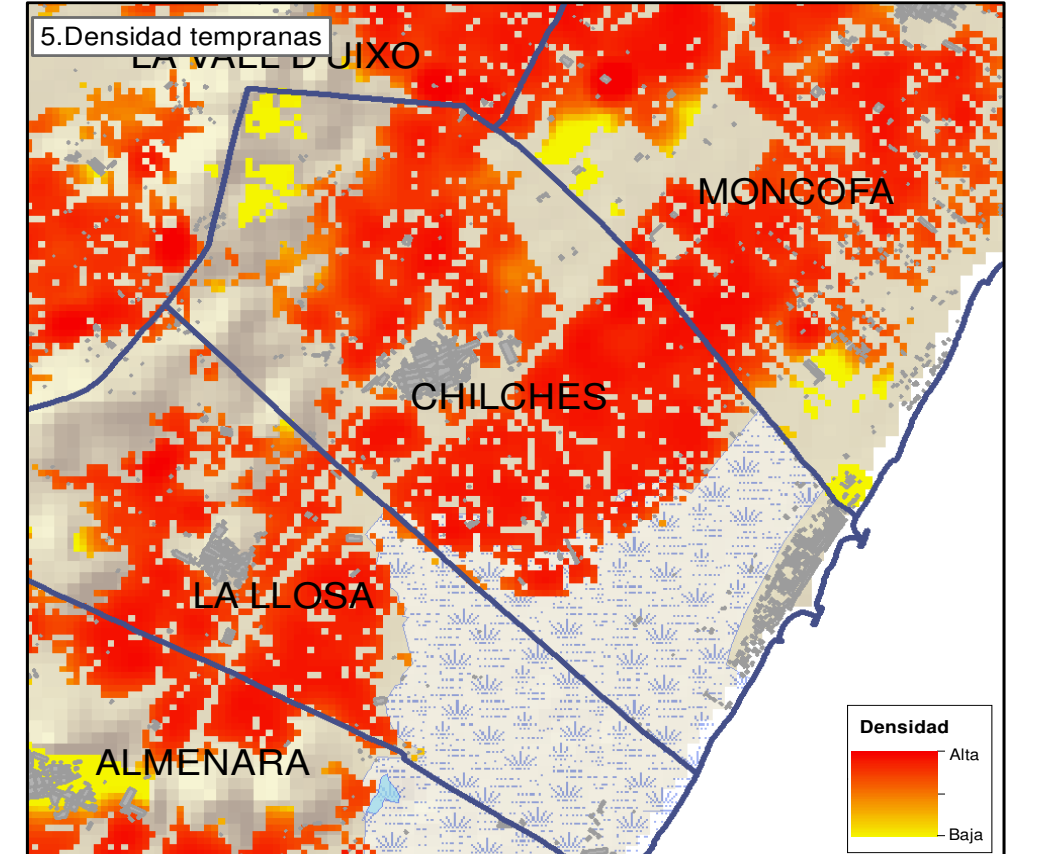 5.Densidad tempranas
LA VALL D'UIXO
MONCOFA
CHILCHES
LA LLOSA
ALMENARA
Densidad
Alta
Baja